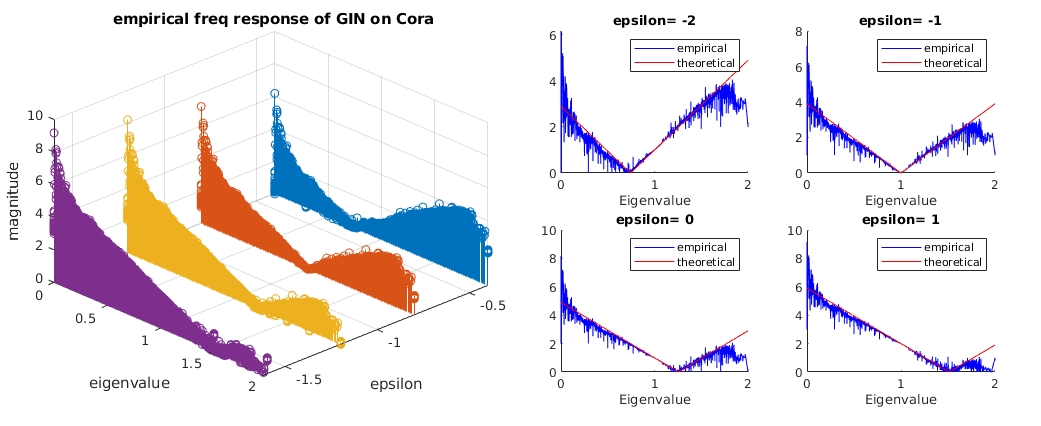 empirical freq response of GIN on Cora
magnitude
10
8
6
4
2
0
0
0.5
1
1.5
2
eigenvalue
-1.5
-1
-0.5
epsilon
epsilon= -2
6
4
2
0
0
1
2
Eigenvalue
empirical
theoretical
epsilon= -1
8
6
4
2
0
0
1
2
Eigenvalue
empirical
theoretical
epsilon= 0
10
8
6
4
2
0
0
1
2
Eigenvalue
empirical
theoretical
epsilon= 1
10
8
6
4
2
0
0
1
2
Eigenvalue
empirical
theoretical